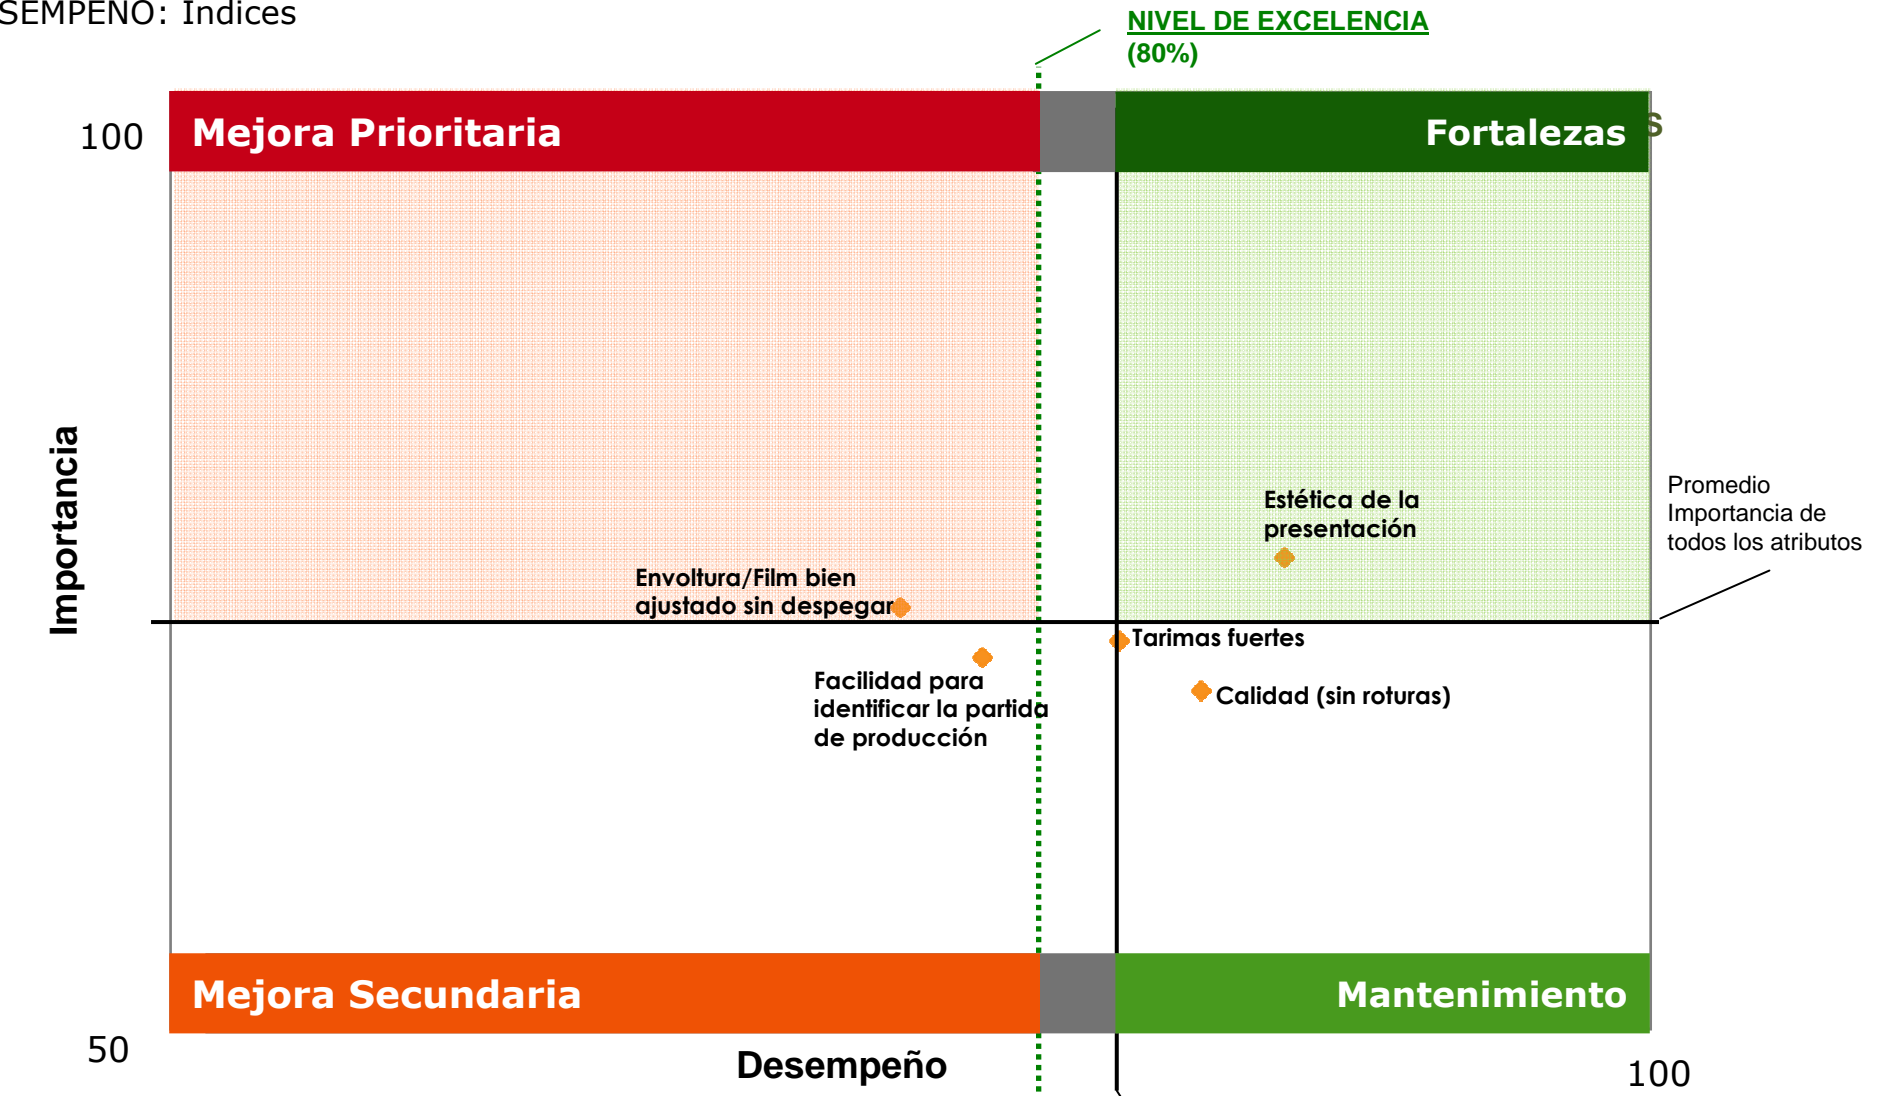 SEMPEÑO: Indices
NIVEL DE EXCELENCIA
(80%)
100
Mejora Prioritaria
Fortalezas
S
Importancia
Estética de la
presentación
Promedio
Importancia de
todos los atributos
Envoltura/Film bien
ajustado sin despegar
Tarimas fuertes
Facilidad para
identificar la partida
de producción
Calidad (sin roturas)
Mejora Secundaria
Mantenimiento
50
Desempeño
100